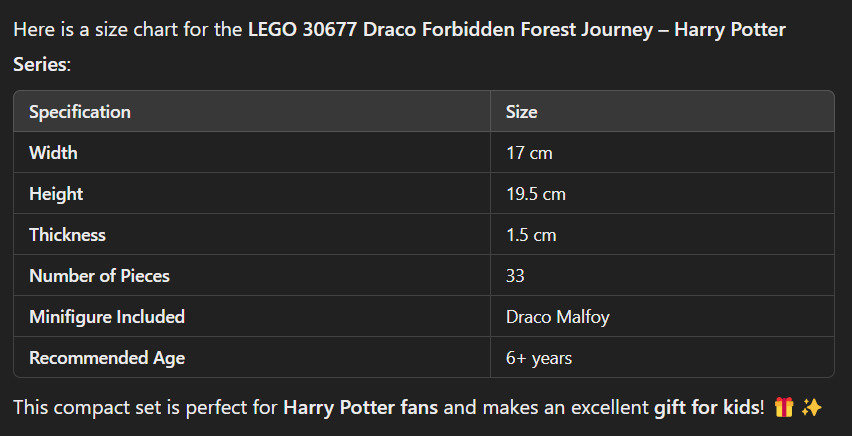 Here is a size chart for the LEGO 30677 Draco Forbidden Forest Journey – Harry Potter
Series:
Specification Size
Width 17 cm
Height 19.5 cm
Thickness 1.5 cm
Number of Pieces 33
Minifigure Included Draco Malfoy
Recommended Age 6+ years
This compact set is perfect for Harry Potter fans and makes an excellent gift for kids! 🎁✨